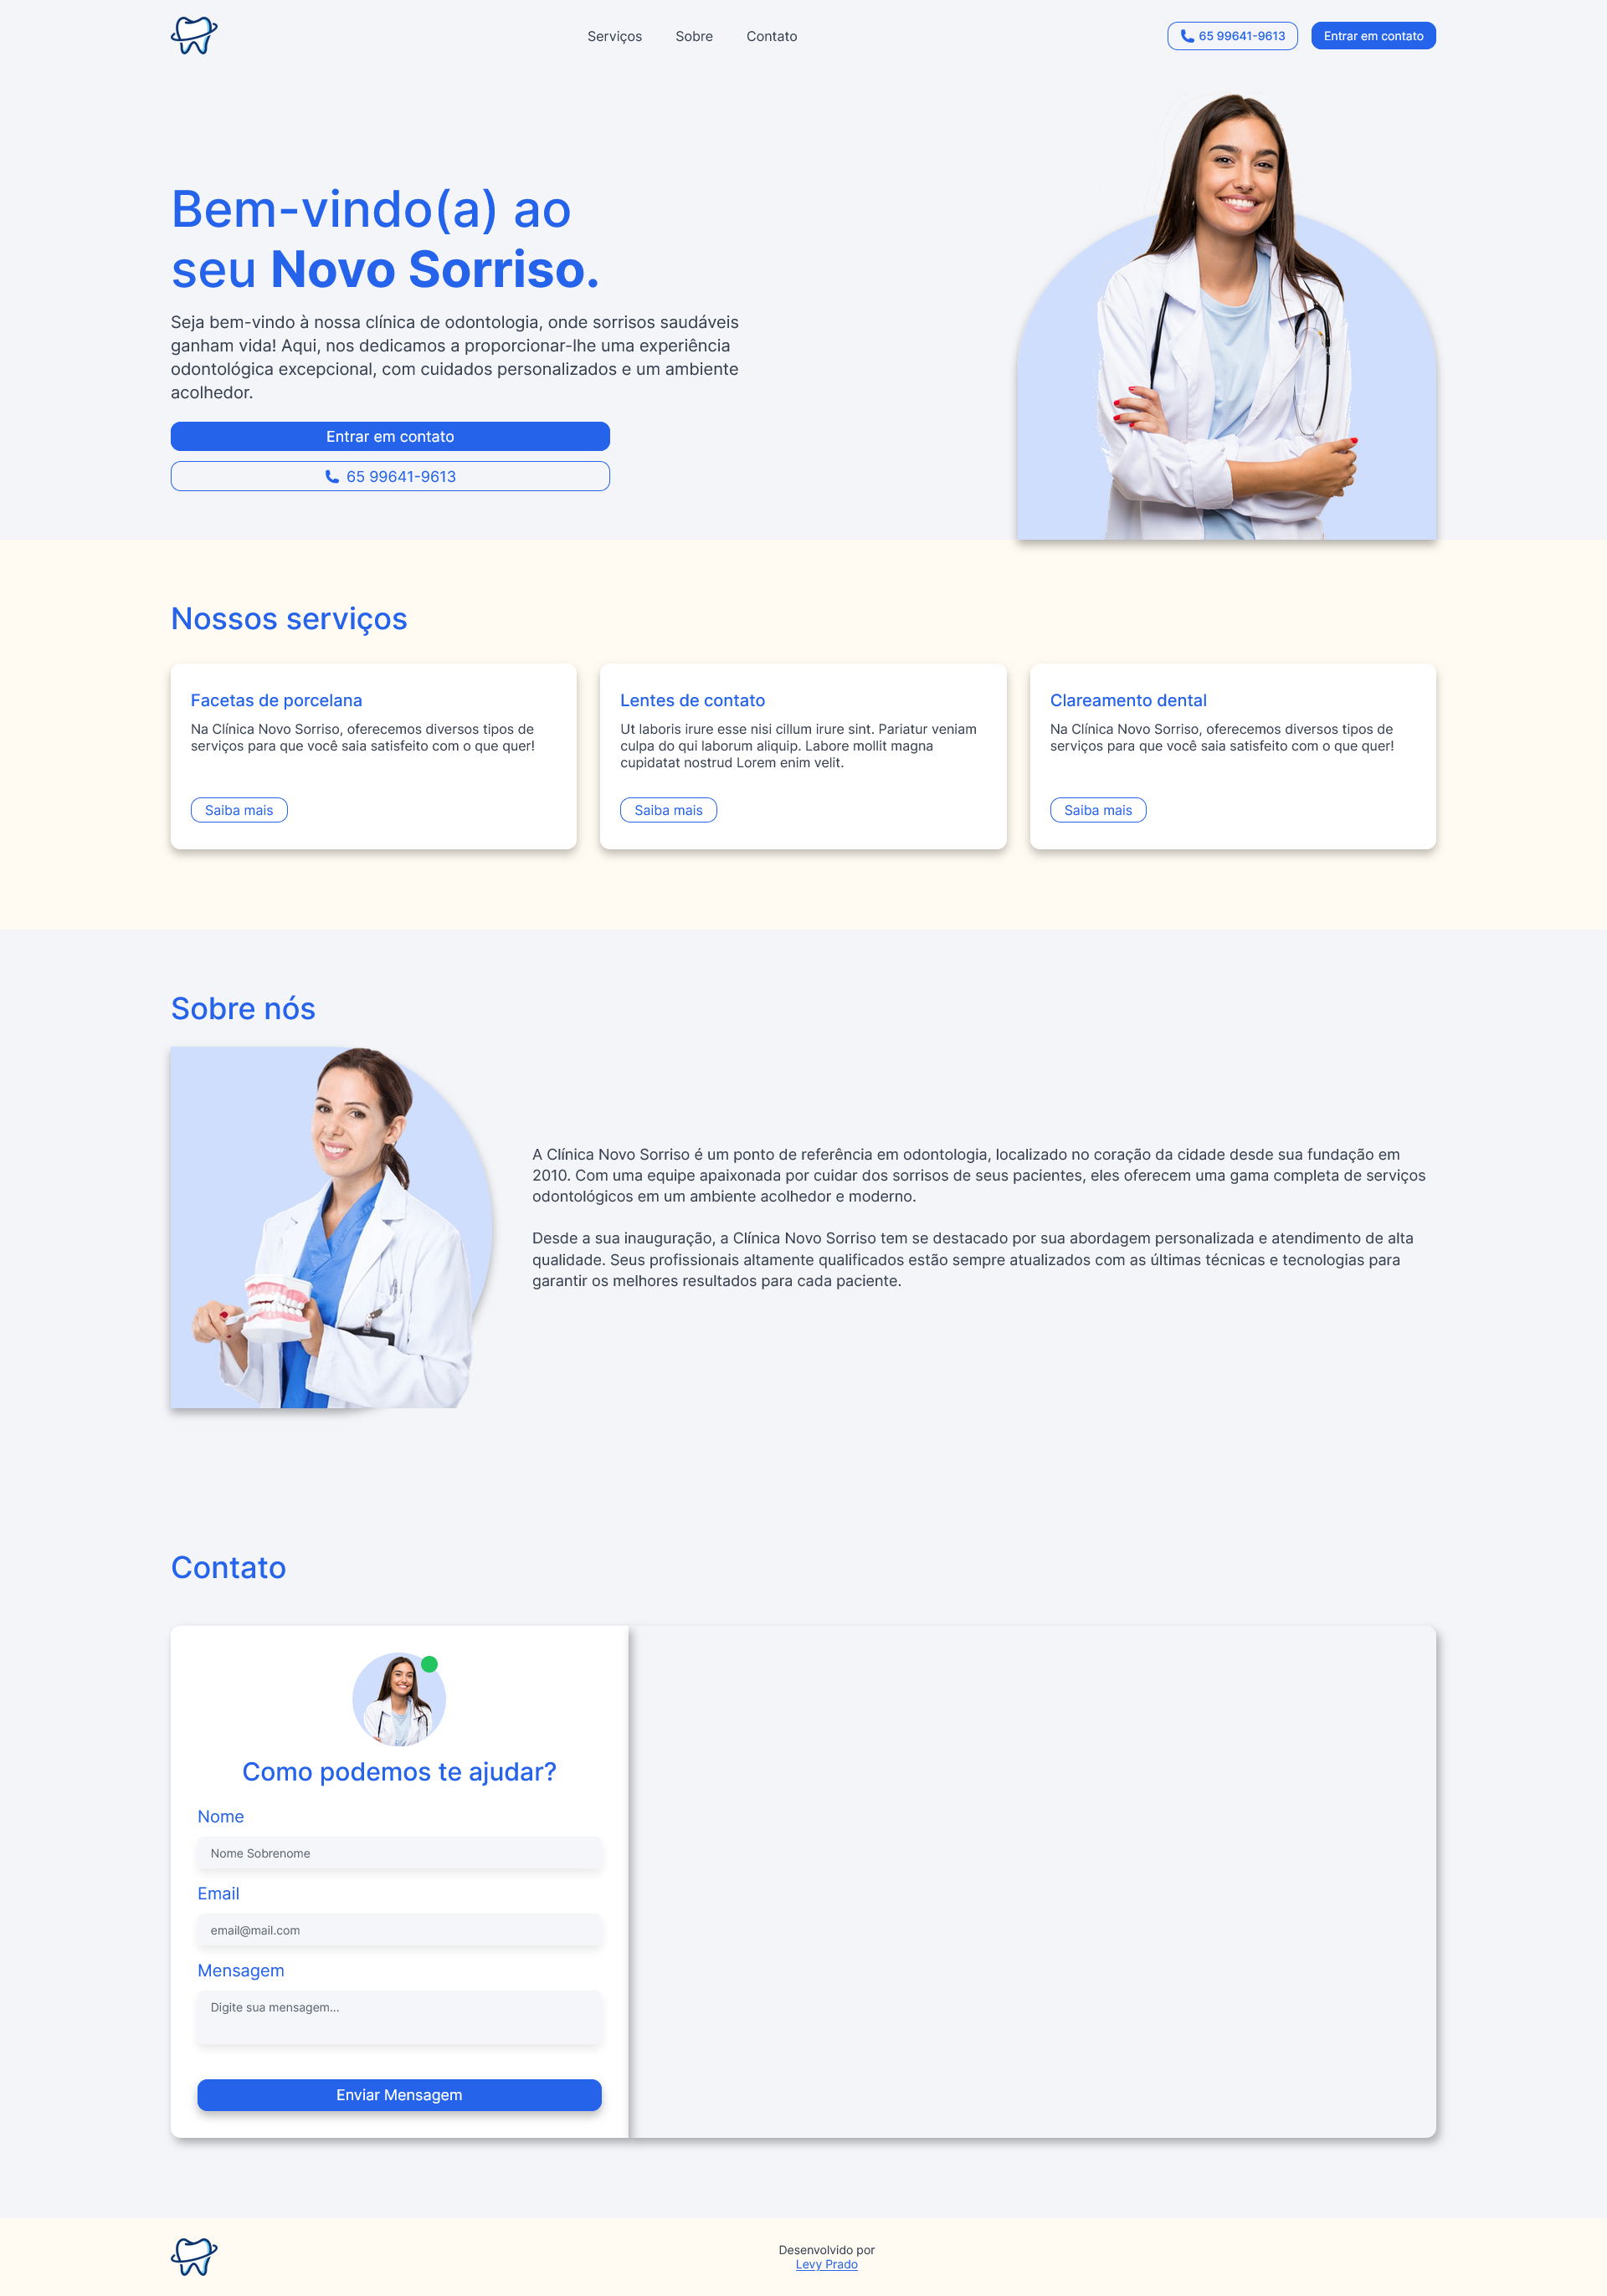 Serviços
Sobre
Contato
65 99641-9613
Entrar em contato
Bem-vindo(a) ao
seu Novo Sorriso.
Seja bem-vindo à nossa clínica de odontologia, onde sorrisos saudáveis
ganham vida! Aqui, nos dedicamos a proporcionar-lhe uma experiência
odontológica excepcional, com cuidados personalizados e um ambiente
acolhedor.
Entrar em contato
65 99641-9613
Nossos serviços
Facetas de porcelana
Na Clínica Novo Sorriso, oferecemos diversos tipos de
serviços para que você saia satisfeito com o que quer!
Saiba mais
Lentes de contato
Ut laboris irure esse nisi cillum irure sint. Pariatur veniam
culpa do qui laborum aliquip. Labore mollit magna
cupidatat nostrud Lorem enim velit.
Saiba mais
Clareamento dental
Na Clínica Novo Sorriso, oferecemos diversos tipos de
serviços para que você saia satisfeito com o que quer!
Saiba mais
Sobre nós
A Clínica Novo Sorriso é um ponto de referência em odontologia, localizado no coração da cidade desde sua fundação em
2010. Com uma equipe apaixonada por cuidar dos sorrisos de seus pacientes, eles oferecem uma gama completa de serviços
odontológicos em um ambiente acolhedor e moderno.
Desde a sua inauguração, a Clínica Novo Sorriso tem se destacado por sua abordagem personalizada e atendimento de alta
qualidade. Seus profissionais altamente qualificados estão sempre atualizados com as últimas técnicas e tecnologias para
garantir os melhores resultados para cada paciente.
Contato
Como podemos te ajudar?
Nome
Nome Sobrenome
Email
email@mail.com
Mensagem
Digite sua mensagem...
Enviar Mensagem
Desenvolvido por
Levy Prado